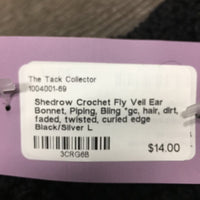 The Tack Collector
1004001-69
Shedrow Crochet Fly Veil Ear
Bonnet, Piping, Bling *gc, hair, dirt,
faded, twisted, curled edge
Black/Silver L
$14.00
3CRG6B